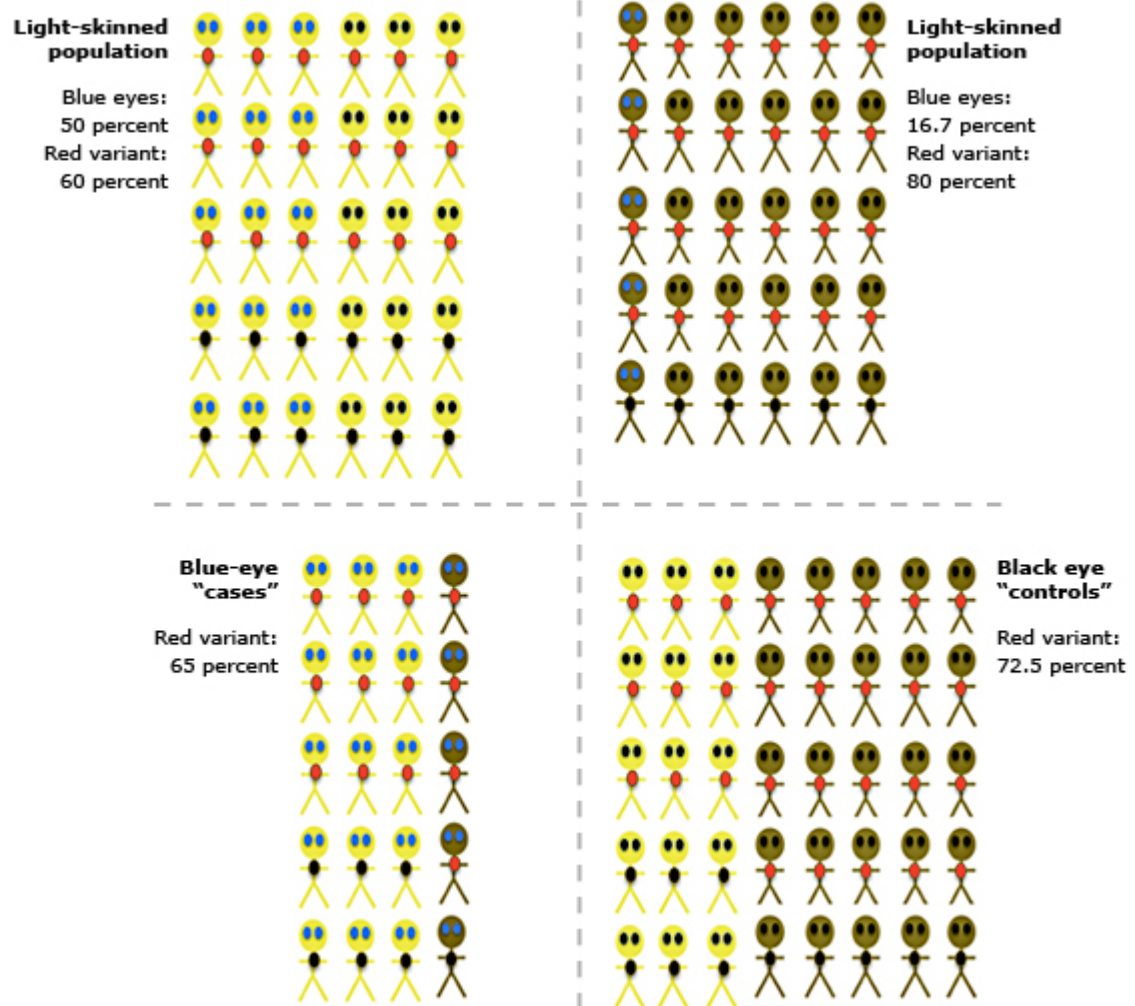 Light-skinned
population
Blue eyes:
50 percent
Red variant:
60 percent
Light-skinned
population
Blue eyes:
16.7 percent
Red variant:
80 percent
Blue-eye
“cases”
Red variant:
65 percent
Black eye
“controls”
Red variant:
72.5 percent